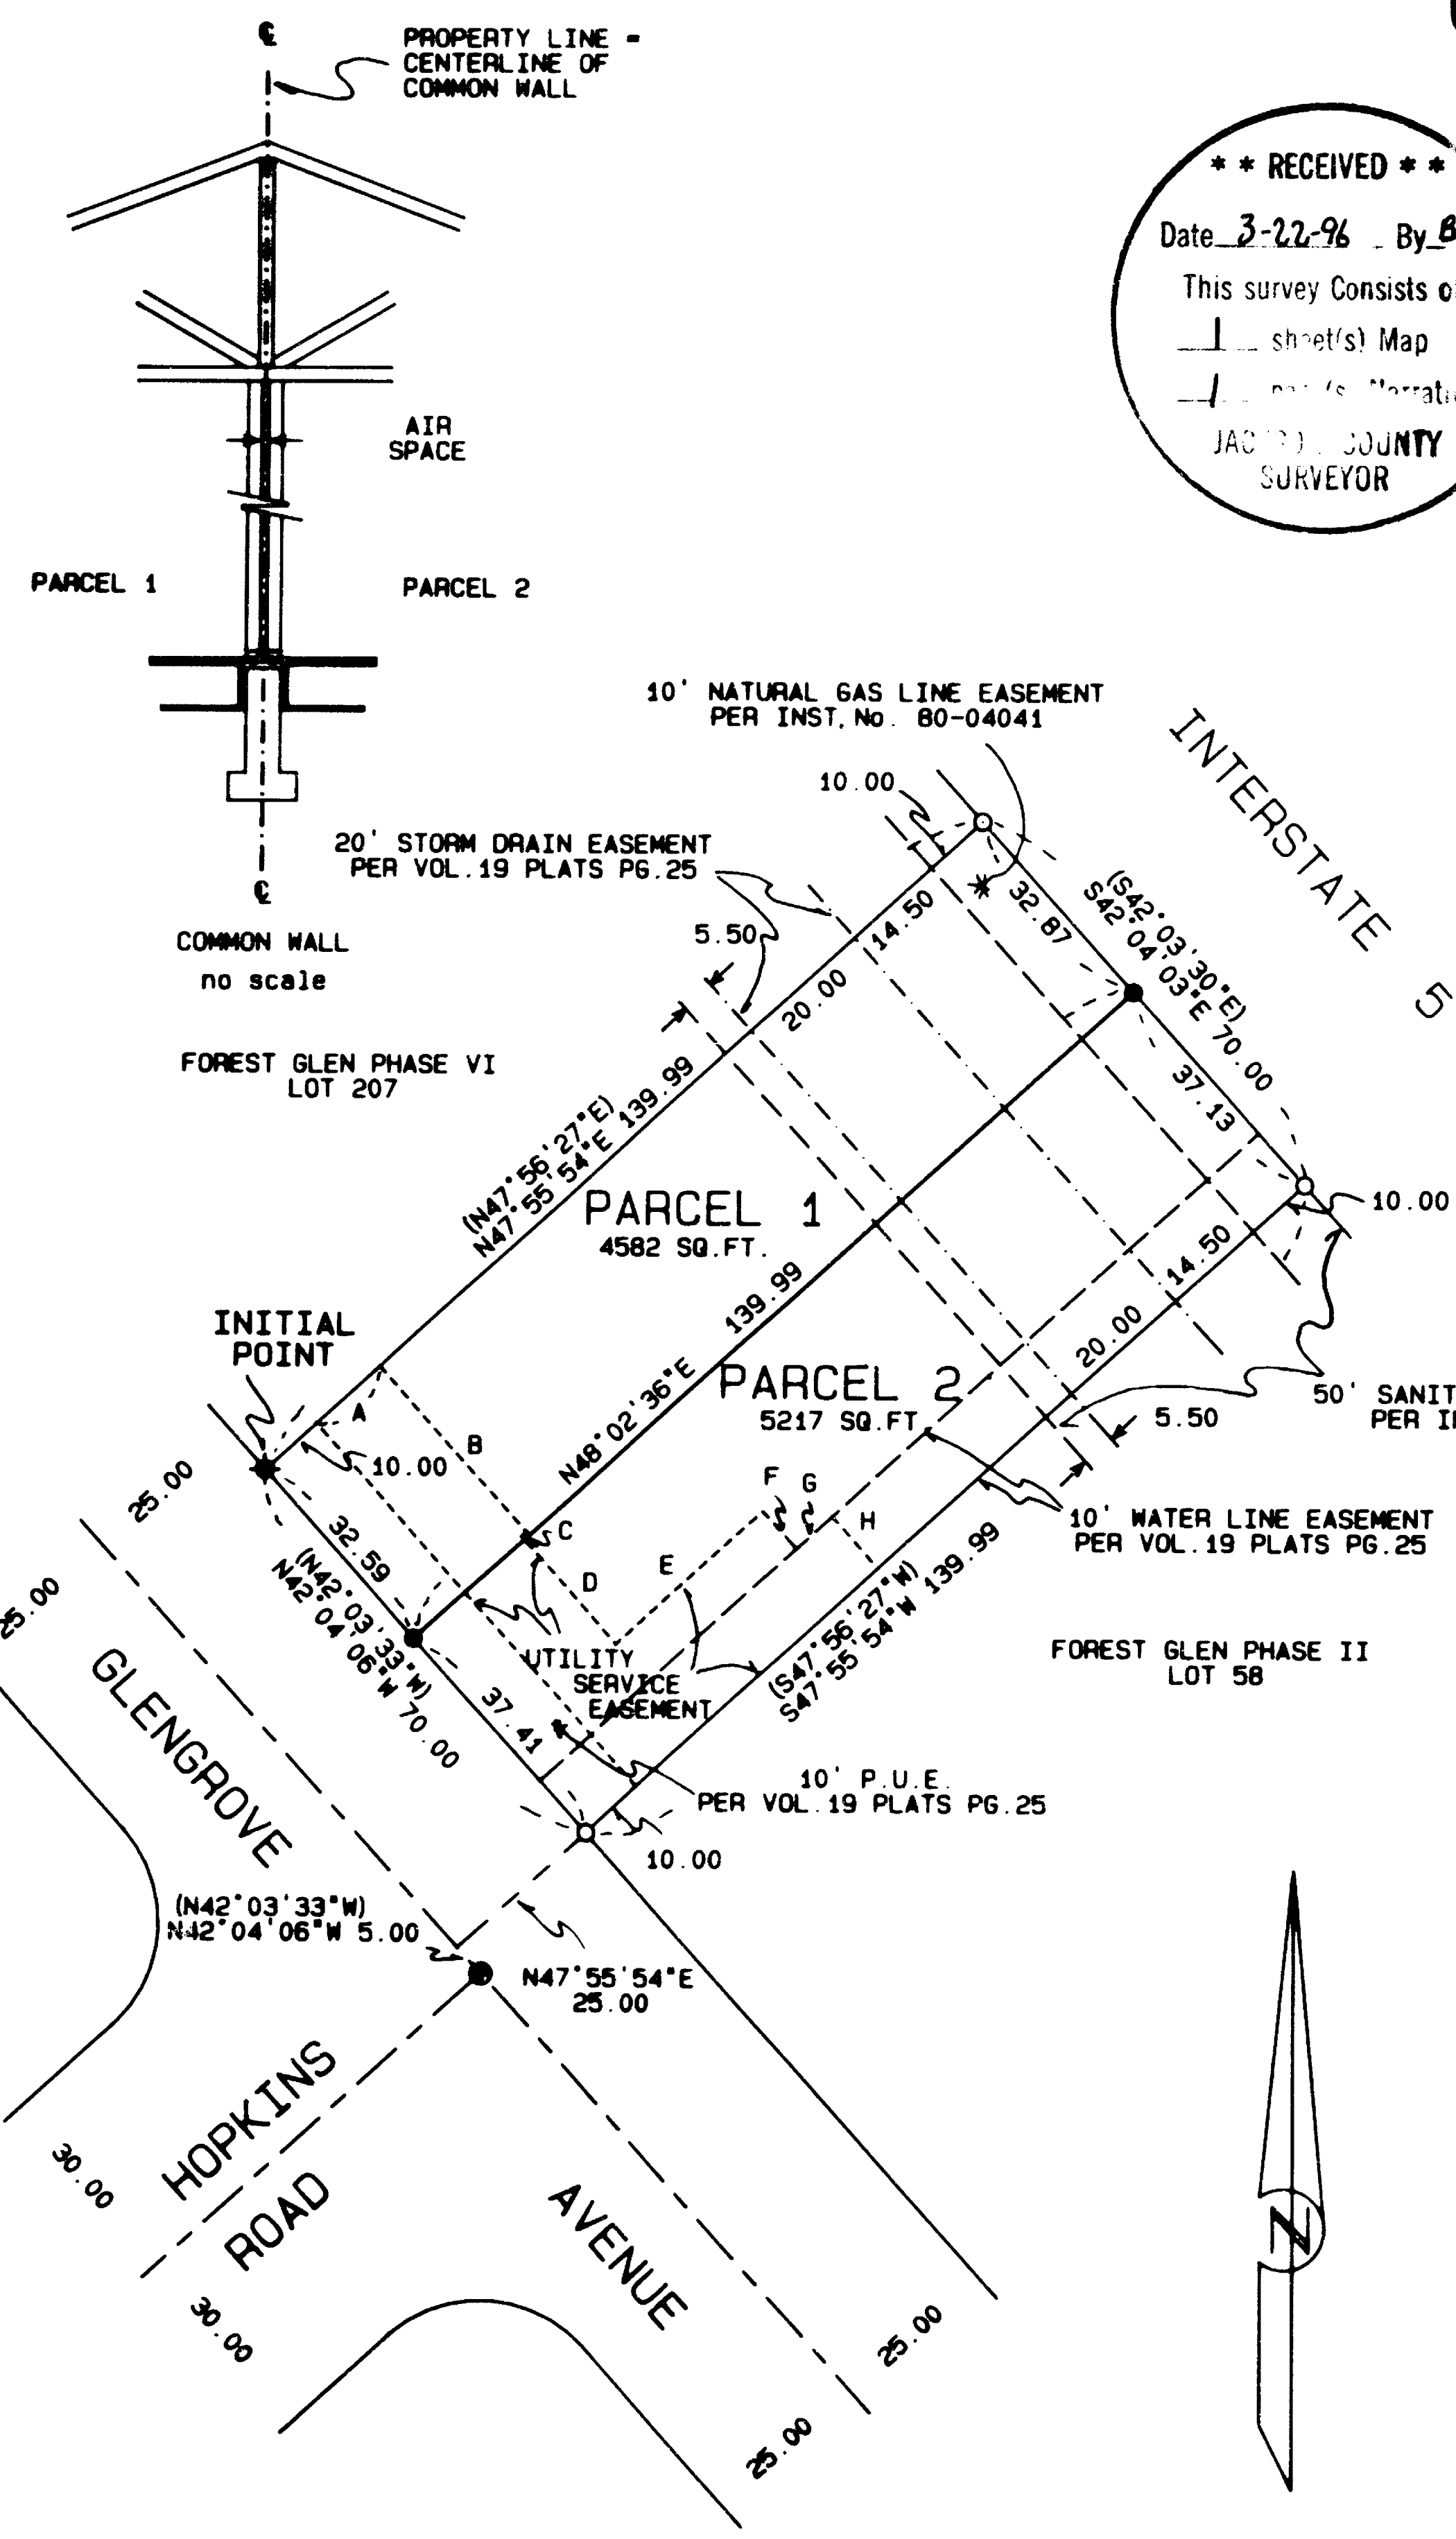 ℄
PROPERTY LINE =
CENTERLINE OF
COMMON WALL
* * RECEIVED * *
Date 3-22-96 By
This survey Consists
1 sheet(s) Map
1
COUNTY
SURVEYOR
AIR
SPACE
PARCEL 1
PARCEL 2
℄
COMMON WALL
no scale
10' NATURAL GAS LINE EASEMENT
PER INST. No. 80-04041
INTERSTATE 5
10.00
20' STORM DRAIN EASEMENT
PER VOL.19 PLATS PG.25
14.50
32.87
(S42°03'30"E)
S42°04'03"E 70.00
5.50
20.00
37.13
FOREST GLEN PHASE VI
LOT 207
(N47°56'27"E)
N47°55'54"E 139.99
PARCEL 1
4582 SQ.FT.
10.00
14.50
139.99
N48°02'36"E
INITIAL
POINT
20.00
PARCEL 2
5217 SQ.FT
50'
PER
5.50
A
B
10.00
C
D
E
F
G
H
10' WATER LINE EASEMENT
PER VOL.19 PLATS PG.25
25.00
32.59
(N42°03'33"W)
N42°04'06"W 70.00
(S47°56'27"W)
S47°55'54"W 139.99
25.00
UTILITY
SERVICE
EASEMENT
FOREST GLEN PHASE II
LOT 58
37.41
GLENGROVE
10' P.U.E.
PER VOL.19 PLATS PG.25
10.00
(N42°03'33"W)
N42°04'06"W 5.00
N47°55'54"E
25.00
HOPKINS
ROAD
30.00
30.00
AVENUE
25.00
25.00
N